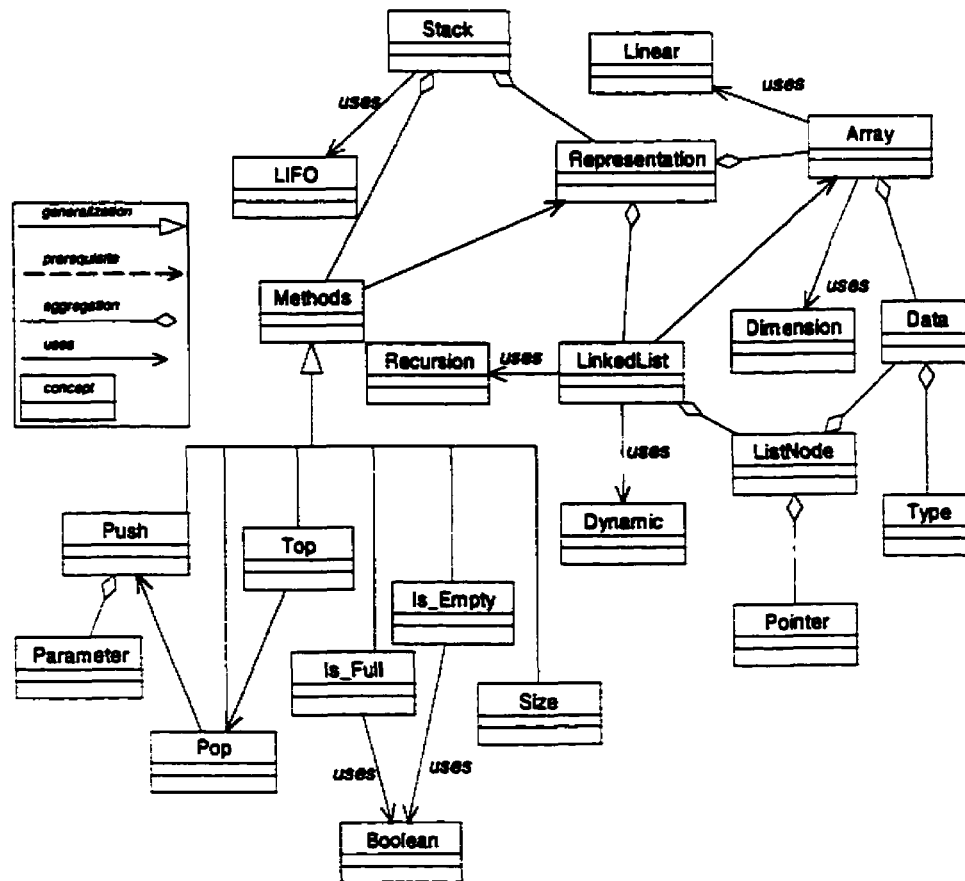 Stack
Linear
uses
uses
Array
Representation
LIFO
generalization
prerequisite
aggregation
uses
concept
Methods
uses
Dimension
Data
Recursion
uses
LinkedList
ListNode
uses
Push
Top
Dynamic
Type
Is_Empty
Pointer
Parameter
Is_Full
Size
Pop
uses
uses
Boolean